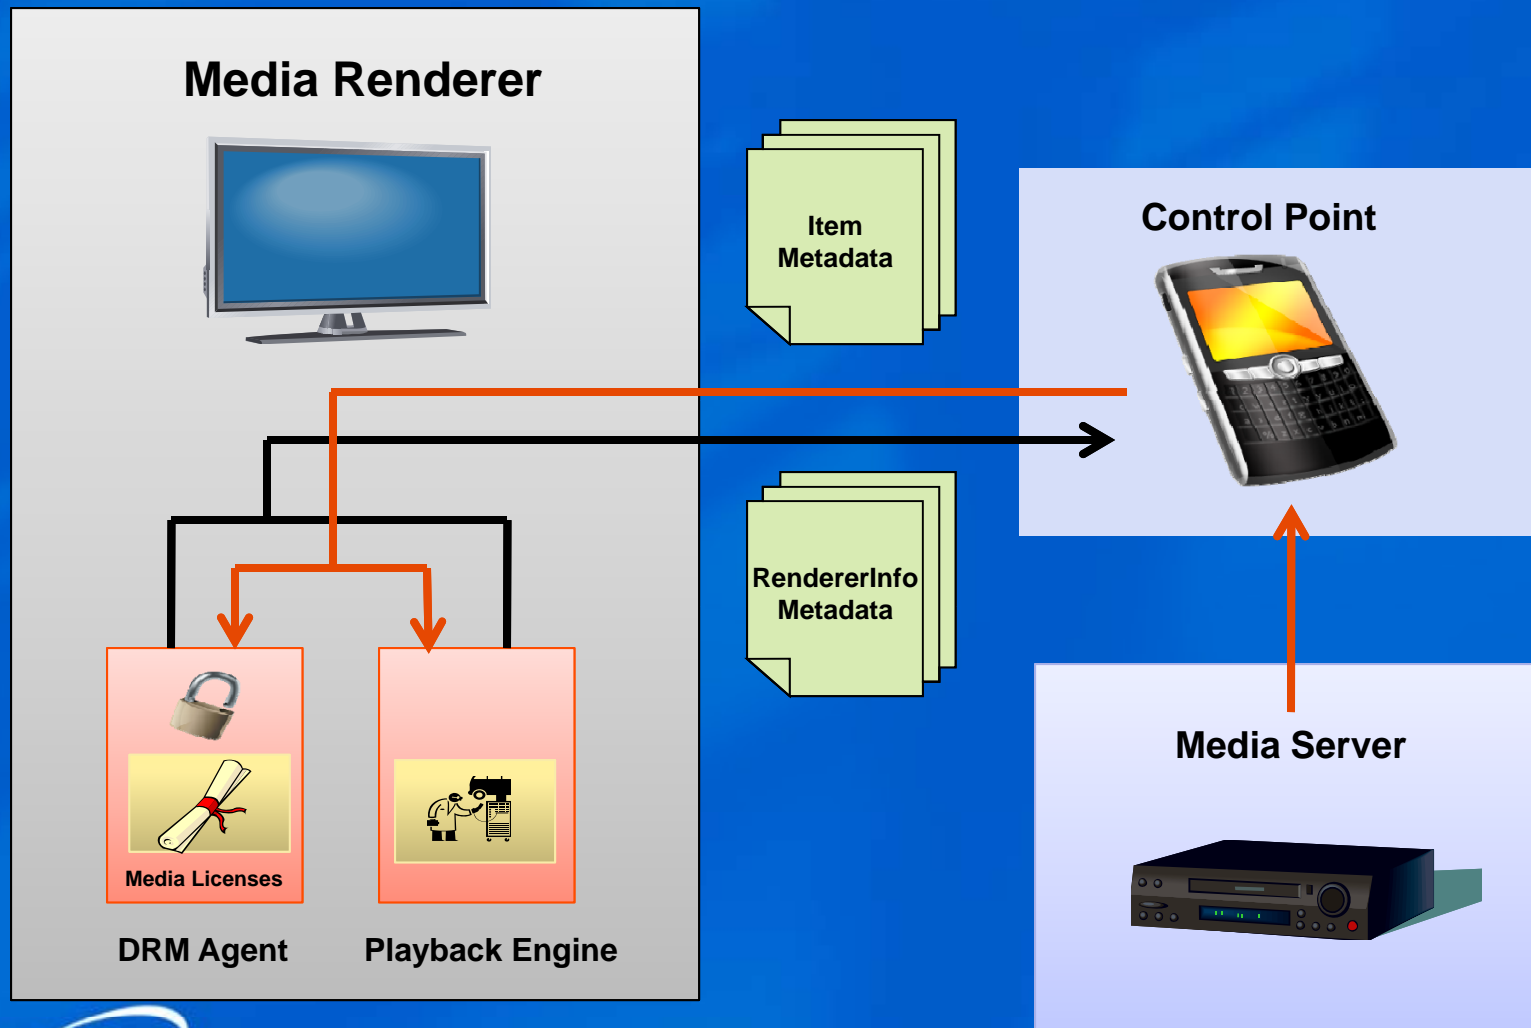 Media Renderer
Item
Metadata
Control Point
RendererInfo
Metadata
Media Server
Media Licenses
DRM Agent
Playback Engine